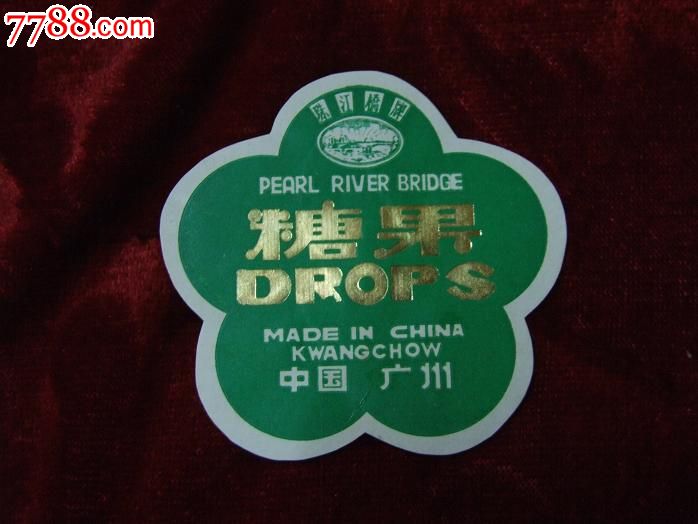 7788.com
珠江桥牌
PEARL RIVER BRIDGE
糖果
DROPS
MADE IN CHINA
KWANGCHOW
中国 广州